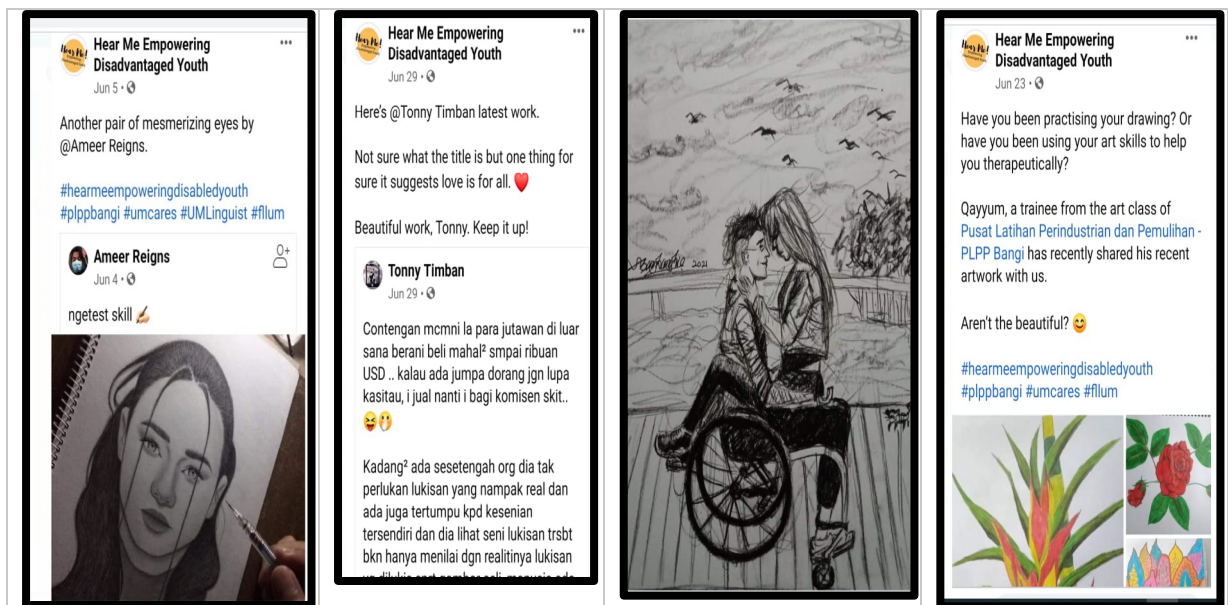 Hear Me!
Hear Me Empowering
Disadvantaged Youth
Jun 5 •
Another pair of mesmerizing eyes by
@Ameer Reigns.
#hearmeempoweringdisabledyouth
#plppbangi #umcares #UMLinguist #fllum
Ameer Reigns
Jun 4 •
ngetest skill ✍🏻
Hear Me!
Hear Me Empowering
Disadvantaged Youth
Jun 29 •
Here's @Tonny Timban latest work.
Not sure what the title is but one thing for
sure it suggests love is for all. ❤️
Beautiful work, Tonny. Keep it up!
Tonny Timban
Jun 29 •
Contengan mcmni la para jutawan di luar
sana berani beli mahal² smpai ribuan
USD .. kalau ada jumpa dorang jgn lupa
kasitau, i jual nanti i bagi komisen skit..
😝🤭
Kadang² ada sesetengah org dia tak
perlukan lukisan yang nampak real dan
ada juga tertumpu kpd kesenian
tersendiri dan dia lihat seni lukisan trsbt
bkn hanya menilai dgn realitinya lukisan
2021
Hear Me!
Hear Me Empowering
Disadvantaged Youth
Jun 23 •
Have you been practising your drawing? Or
have you been using your art skills to help
you therapeutically?
Qayyum, a trainee from the art class of
Pusat Latihan Perindustrian dan Pemulihan -
PLPP Bangi has recently shared his recent
artwork with us.
Aren't the beautiful? 😊
#hearmeempoweringdisabledyouth
#plppbangi #umcares #fllum